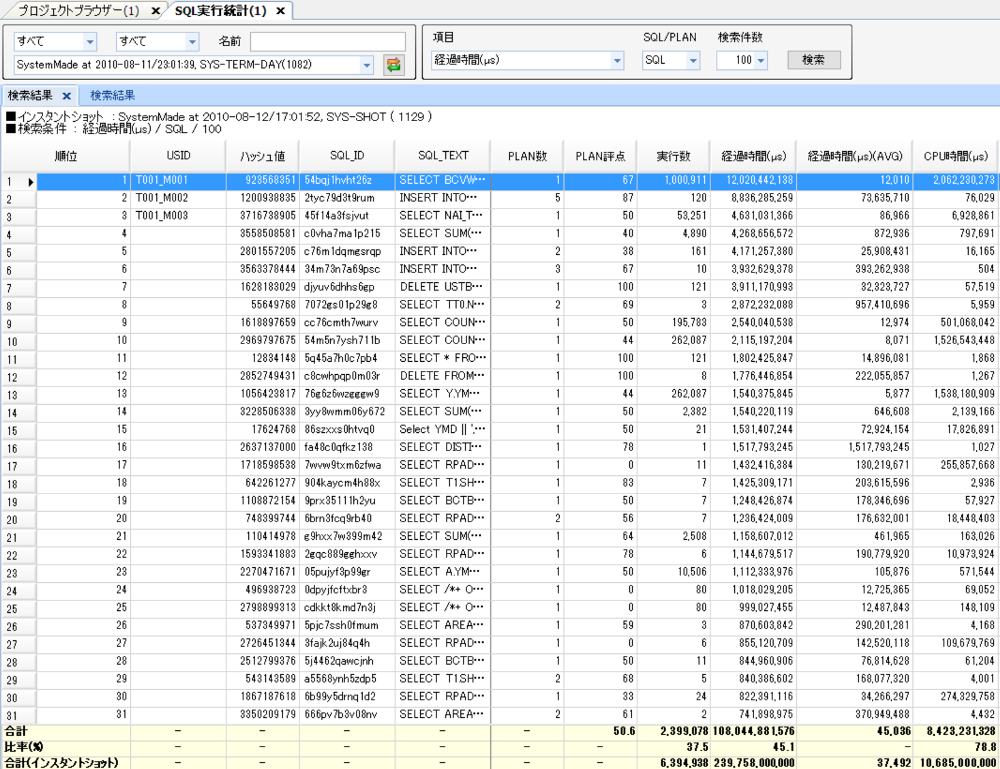 プロジェクトブラウザー(1) × SQL実行統計(1) ×
すべて すべて 名前
SystemMade at 2010-08-11/23:01:39, SYS-TERM-DAY(1082)
項目 SQL/PLAN 検索件数
経過時間(μs) SQL 100 検索
検索結果 × 検索結果
■インスタントショット : SystemMade at 2010-08-12/17:01:52, SYS-SHOT ( 1129 )
■検索条件 : 経過時間(μs) / SQL / 100
順位 USID ハッシュ値 SQL_ID SQL_TEXT PLAN数 PLAN評点 実行数 経過時間(μs) 経過時間(μs)(AVG) CPU時間(μs)
1 1 T001_M001 923568351 54bqj1hvht26z SELECT BCVW… 1 67 1,000,911 12,020,442,138 12,010 2,062,230,273
2 2 T001_M002 1200938835 2tyc79d3t9rum INSERT INTO… 5 87 120 8,836,285,259 73,635,710 76,029
3 3 T001_M003 3716738905 45f14a3fsjvut SELECT NAI_T… 1 50 53,251 4,631,031,366 86,966 6,928,861
4 4 3558508581 c0vha7ma1p215 SELECT SUM(… 1 40 4,890 4,268,656,572 872,936 797,691
5 5 2801557205 c76m1dqmgsrqp INSERT INTO… 2 38 161 4,171,257,380 25,908,431 16,165
6 6 3563378444 34m73n7a69psc INSERT INTO… 3 67 10 3,932,629,378 393,262,938 504
7 7 1628183029 djyuv6dhhs6gp DELETE USTB… 1 100 121 3,911,170,993 32,323,727 57,519
8 8 55649768 7072gs01p29g8 SELECT TT0.N… 2 69 3 2,872,232,088 957,410,696 5,959
9 9 1618897659 cc76cmth7wurv SELECT COUN… 1 50 195,783 2,540,040,538 12,974 501,068,042
10 10 2969797675 54m5n7ysh711b SELECT COUN… 1 44 262,087 2,115,197,204 8,071 1,526,543,448
11 11 12834148 5q45a7h0c7pb4 SELECT * FRO… 1 100 121 1,802,425,847 14,896,081 1,868
12 12 2852749431 c8cwhpqp0m03r DELETE FROM… 1 100 8 1,776,446,854 222,055,857 1,267
13 13 1056423817 76g6z6wzgggw9 SELECT Y.YM… 1 44 262,087 1,540,375,845 5,877 1,538,180,909
14 14 3228506338 3yy8wmm06y672 SELECT SUM(… 1 50 2,382 1,540,220,119 646,608 2,139,166
15 15 17624768 86szxxs0htvq0 Select YMD || ',… 1 50 21 1,531,407,244 72,924,154 17,826,891
16 16 2637137000 fa48c0qfkz138 SELECT DISTI… 1 78 1 1,517,793,245 1,517,793,245 1,027
17 17 1718598538 7wvw9txm6zfwa SELECT RPAD… 1 0 11 1,432,416,384 130,219,671 255,857,668
18 18 642261277 904kaycm4h88x SELECT T1.SH… 1 83 7 1,425,309,171 203,615,596 2,936
19 19 1108872154 9prx35111h2yu SELECT BCTB… 1 50 7 1,248,426,874 178,346,696 57,927
20 20 748399744 6brn3fcq9rb40 SELECT RPAD… 2 56 7 1,236,424,009 176,632,001 18,448,403
21 21 110414978 g9hxx7w399m42 SELECT SUM(… 1 64 2,508 1,158,607,012 461,965 163,026
22 22 1593341883 2gqc889gghxxv SELECT RPAD… 1 78 6 1,144,679,517 190,779,920 10,973,924
23 23 2270471671 05pujyf3p99gr SELECT A.YM… 1 50 10,506 1,112,333,976 105,876 571,544
24 24 496938723 0dpyjfcftxbr3 SELECT /*+ O… 1 0 80 1,018,029,205 12,725,365 69,052
25 25 2798899313 cdkkt8kmd7n3j SELECT /*+ O… 1 0 80 999,027,455 12,487,843 148,109
26 26 537349971 5pjc7ssh0fmum SELECT AREA… 1 59 3 870,603,842 290,201,281 4,168
27 27 2726451344 3fajk2uj84q4h SELECT RPAD… 1 0 6 855,120,709 142,520,118 109,679,769
28 28 2512799376 5j4462qawcjnh SELECT BCTB… 1 50 11 844,960,906 76,814,628 61,204
29 29 543143589 a5568ynh5zdp5 SELECT T1.SH… 2 68 5 840,386,602 168,077,320 4,001
30 30 1867187618 6b99y5drnq1d2 SELECT RPAD… 1 33 24 822,391,116 34,266,297 274,329,758
31 31 3350209179 666pv7b3v08nv SELECT AREA… 2 61 2 741,898,975 370,949,488 4,432
合計 - - - - - 50.6 2,399,078 108,044,881,576 45,036 8,423,231,328
比率(%) - - - - - - 37.5 45.1 - 78.8
合計(インスタントショット) - - - - - - 6,394,938 239,758,000,000 37,492 10,685,000,000